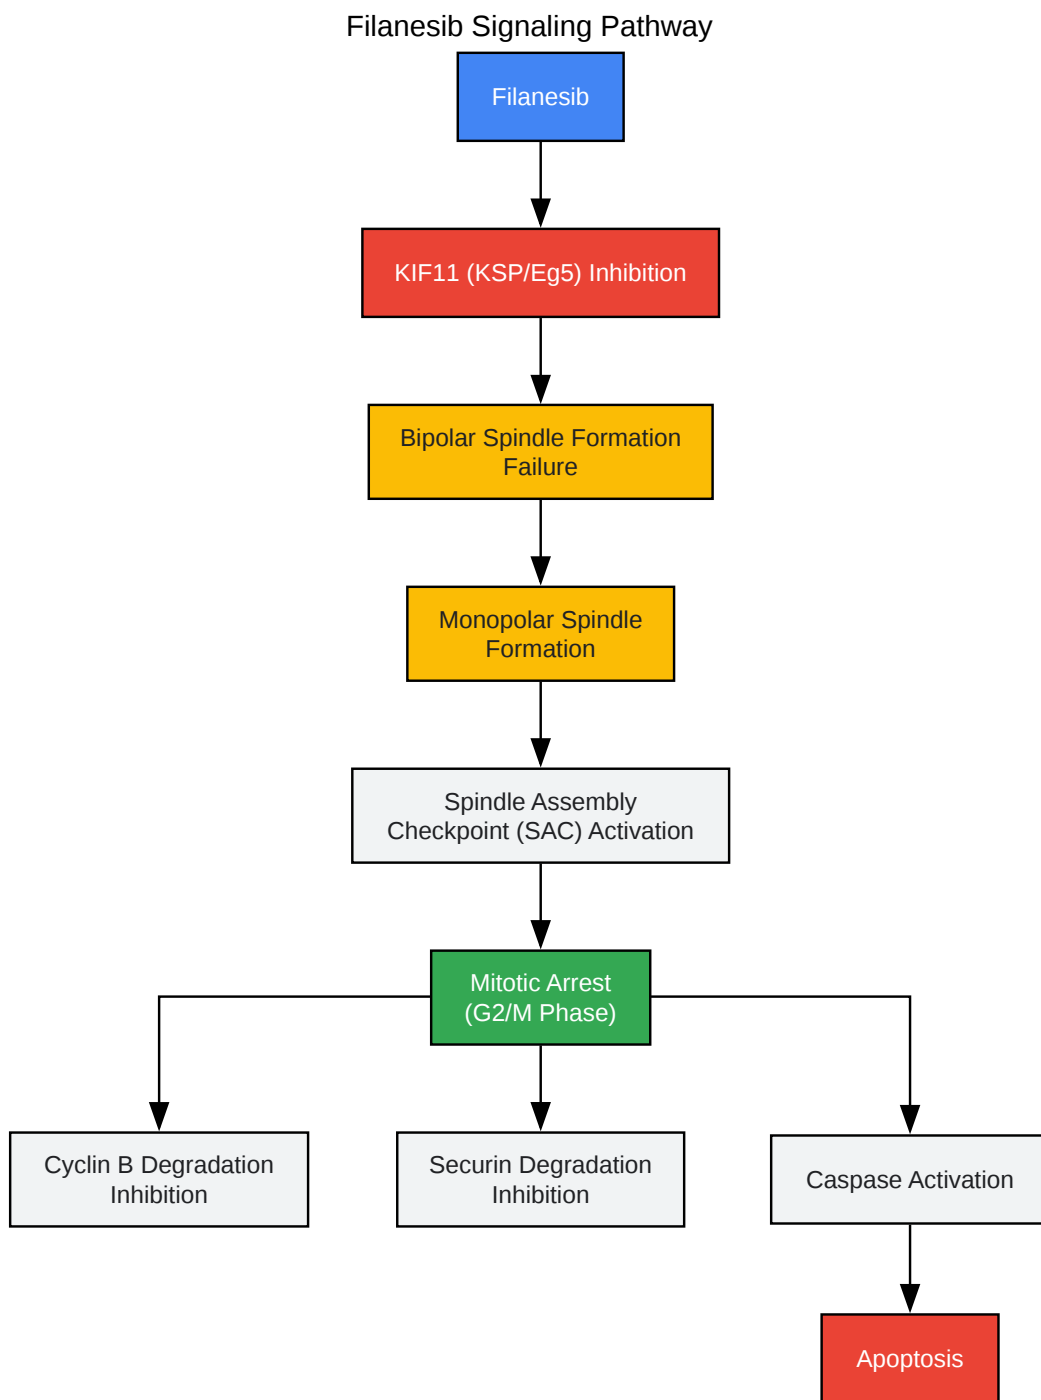 Filanesib Signaling Pathway
Filanesib
KIF11 (KSP/Eg5) Inhibition
Bipolar Spindle Formation
Failure
Monopolar Spindle
Formation
Spindle Assembly
Checkpoint (SAC) Activation
Mitotic Arrest
(G2/M Phase)
Cyclin B Degradation
Inhibition
Securin Degradation
Inhibition
Caspase Activation
Apoptosis